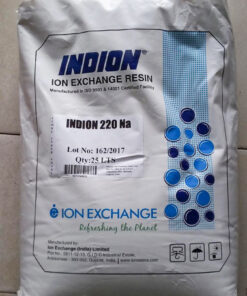 INDION®
ION EXCHANGE RESIN
Manufactured in ISO 9001 & 14001 Certified Facility
INDION 220 Na
Lot No: 162/2017
Qty:25 LTS
ION EXCHANGE
Refreshing the Planet
Manufactured by:
Ion Exchange (India) Limited